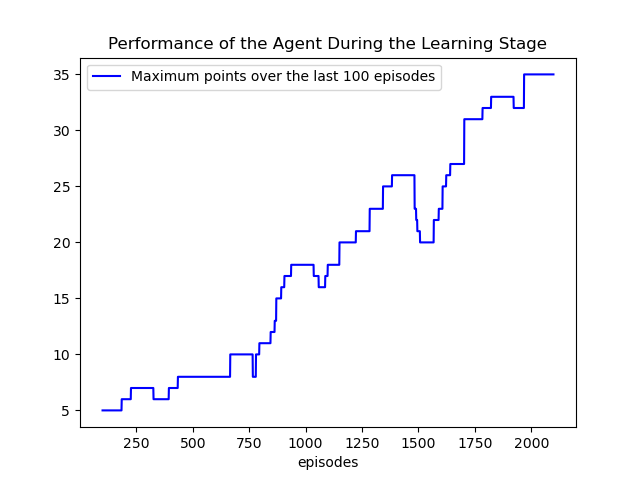 Performance of the Agent During the Learning Stage
Maximum points over the last 100 episodes
35
30
25
20
15
10
5
250 500 750 1000 1250 1500 1750 2000
episodes